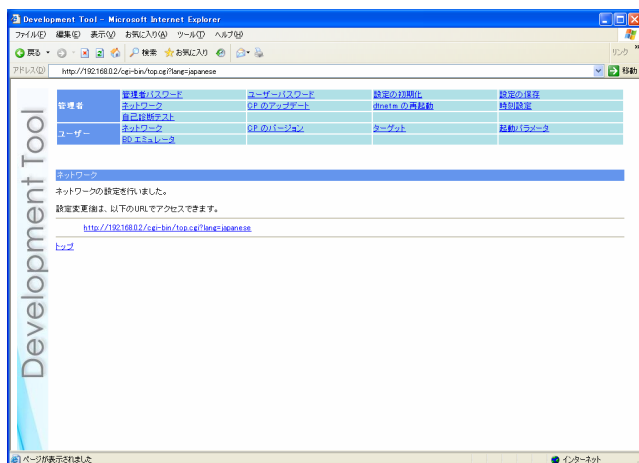 Development Tool - Microsoft Internet Explorer
ファイル(F) 編集(E) 表示(V) お気に入り(A) ツール(T) ヘルプ(H)
戻る 検索 お気に入り リンク »
アドレス(D) http://192.168.0.2/cgi-bin/top.cgi?lang=japanese 移動
Development Tool
管理者 管理者パスワード ユーザーパスワード 設定の初期化 設定の保存
ネットワーク CP のアップデート dtnetm の再起動 時刻設定
自己診断テスト
ユーザー ネットワーク CP のバージョン ターゲット 起動パラメータ
BD エミュレータ
ネットワーク
ネットワークの設定を行いました。
設定変更後は、以下のURLでアクセスできます。
http://192.168.0.2/cgi-bin/top.cgi?lang=japanese
トップ
ページが表示されました インターネット